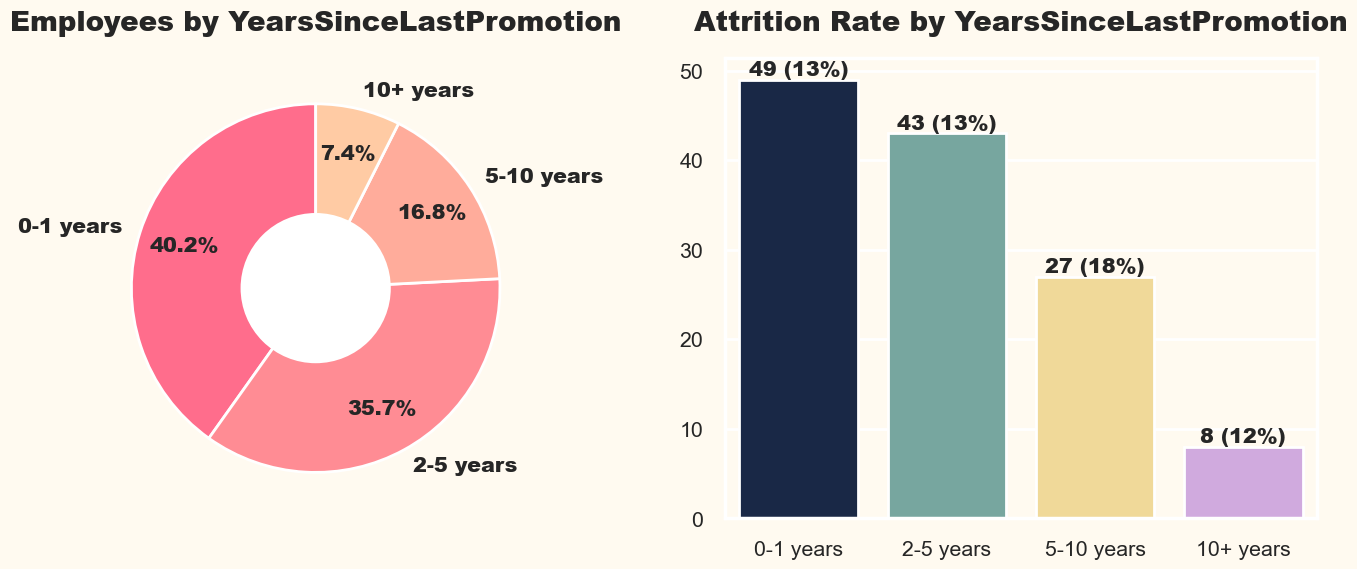 Employees by YearsSinceLastPromotion
10+ years
7.4%
5-10 years
16.8%
0-1 years
40.2%
35.7%
2-5 years
Attrition Rate by YearsSinceLastPromotion
50
40
30
20
10
0
49 (13%)
43 (13%)
27 (18%)
8 (12%)
0-1 years
2-5 years
5-10 years
10+ years